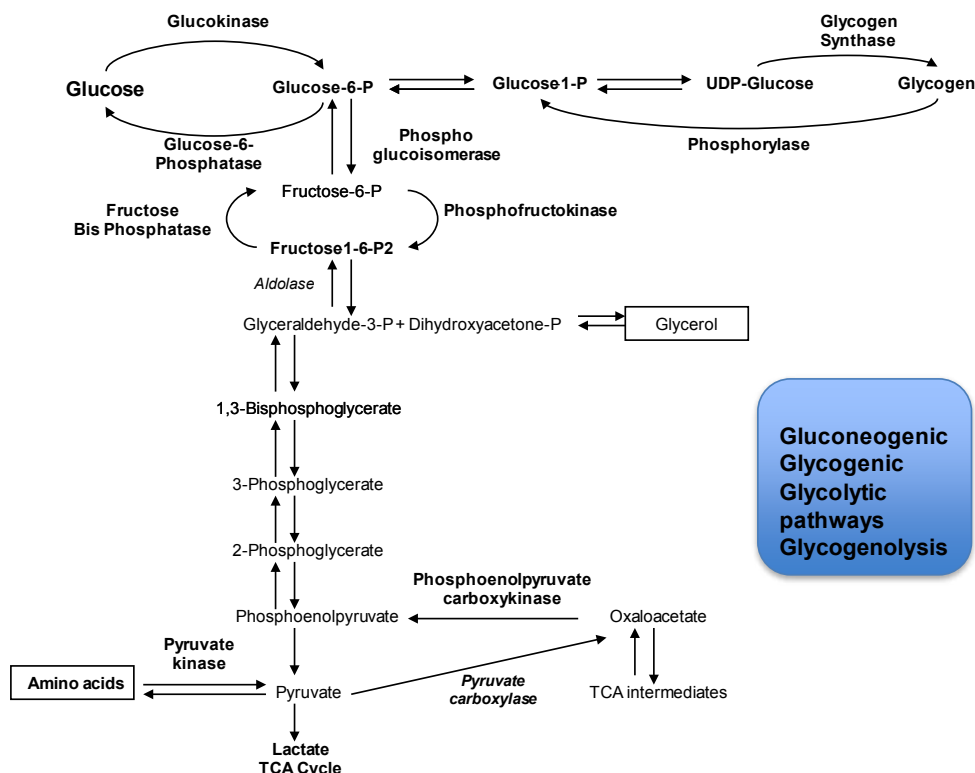 Glucokinase
Glycogen
Synthase
Glucose
Glucose-6-P
Glucose1-P
UDP-Glucose
Glycogen
Glucose-6-
Phosphatase
Phospho
glucoisomerase
Phosphorylase
Fructose-6-P
Fructose
Bis Phosphatase
Phosphofructokinase
Fructose1-6-P2
Aldolase
Glyceraldehyde-3-P + Dihydroxyacetone-P
Glycerol
1,3-Bisphosphoglycerate
Gluconeogenic
Glycogenic
Glycolytic
pathways
Glycogenolysis
3-Phosphoglycerate
2-Phosphoglycerate
Phosphoenolpyruvate
carboxykinase
Phosphoenolpyruvate
Oxaloacetate
Pyruvate
kinase
Amino acids
Pyruvate
Pyruvate
carboxylase
TCA intermediates
Lactate
TCA Cycle